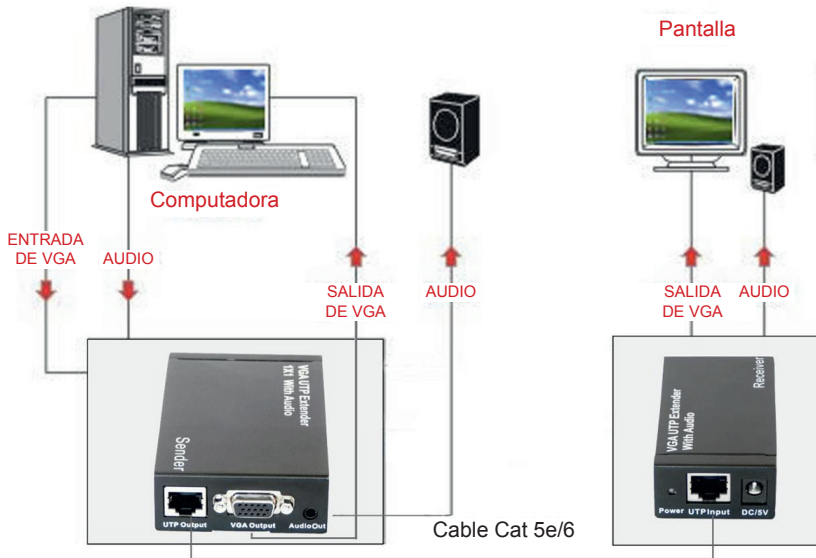 Pantalla
Computadora
ENTRADA
DE VGA
AUDIO
SALIDA
DE VGA
AUDIO
SALIDA
DE VGA
AUDIO
VGA UTP Extender
1X1 With Audio
Sender
UTP Output
VGA Output
AudioOut
Cable Cat 5e/6
VGA UTP Extender
With Audio
Receiver
Power
UTP Input
DC/5V